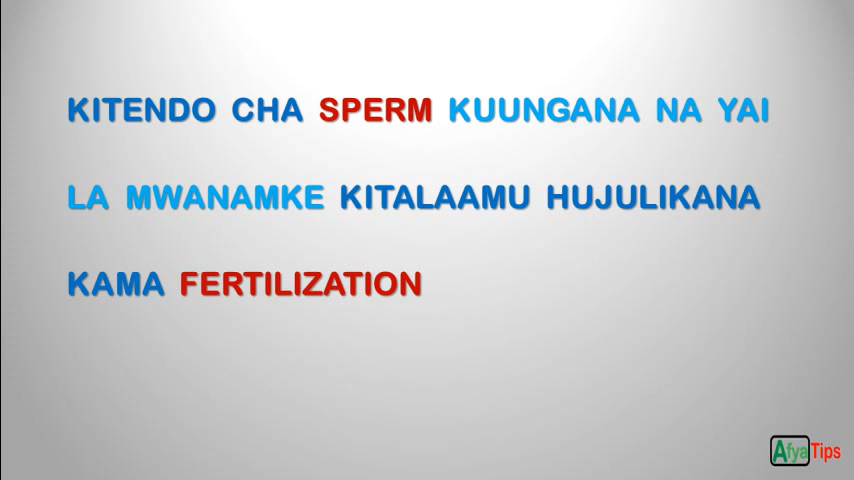 KITENDO CHA SPERM KUUNGANA NA YAI
LA MWANAMKE KITALAAMU HUJULIKANA
KAMA FERTILIZATION
AfyaTips